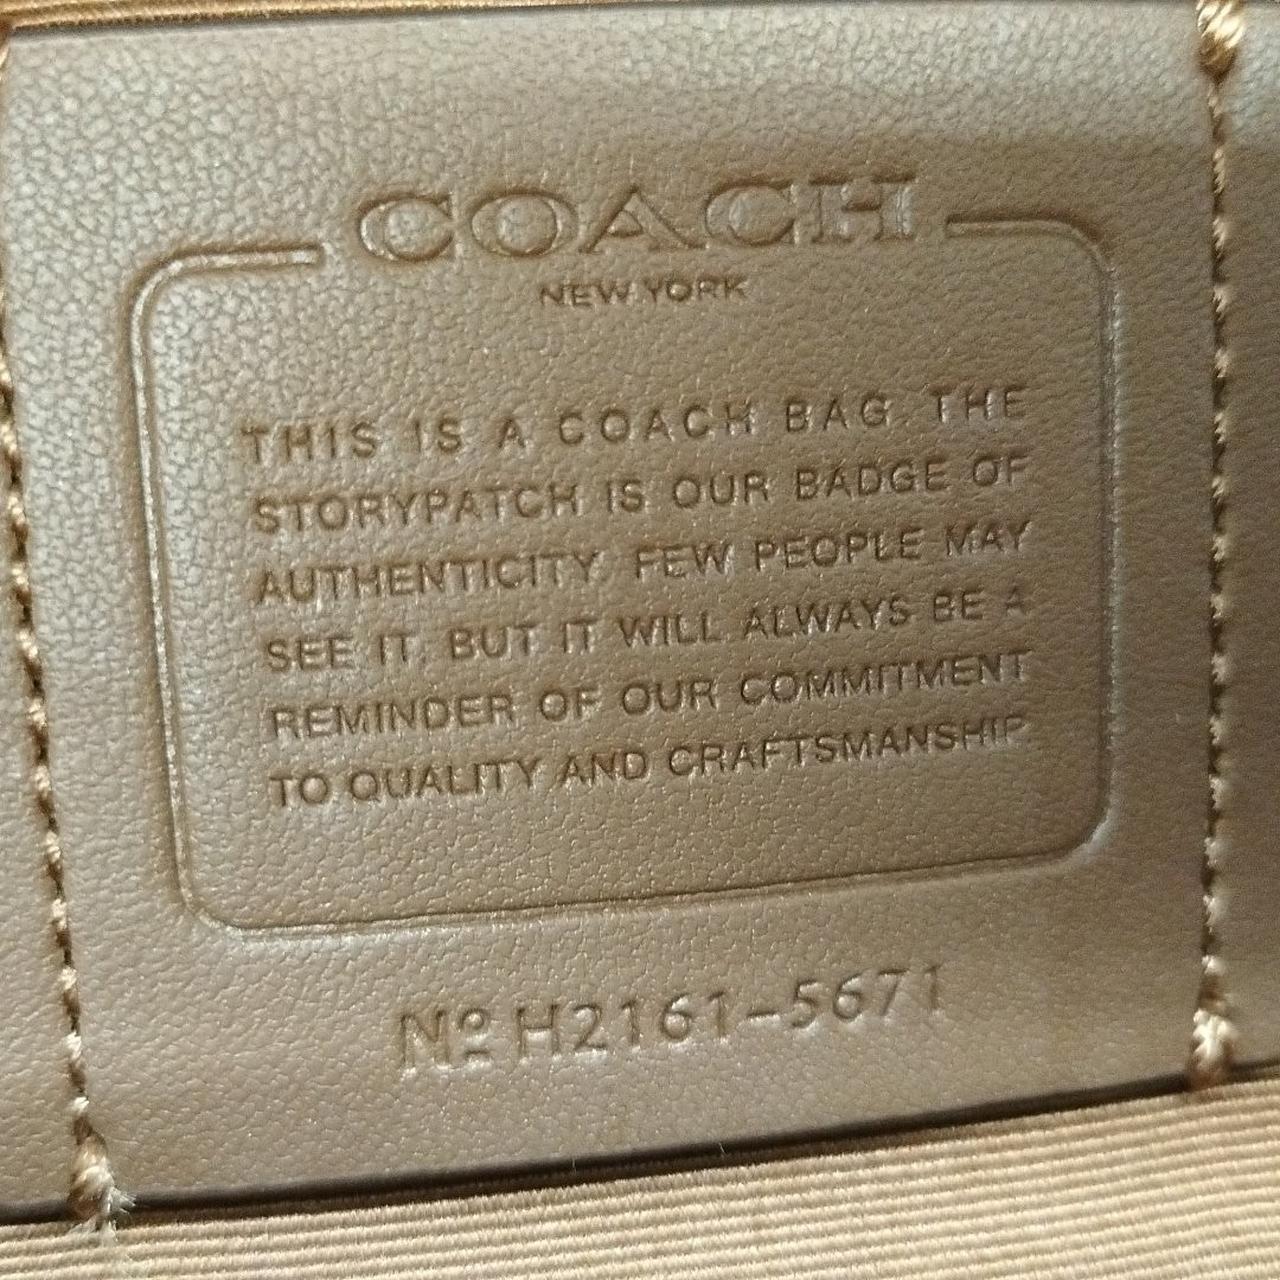 COACH
NEW YORK
THIS IS A COACH BAG. THE
STORYPATCH IS OUR BADGE OF
AUTHENTICITY. FEW PEOPLE MAY
SEE IT, BUT IT WILL ALWAYS BE A
REMINDER OF OUR COMMITMENT
TO QUALITY AND CRAFTSMANSHIP.
Nº H2161-5671